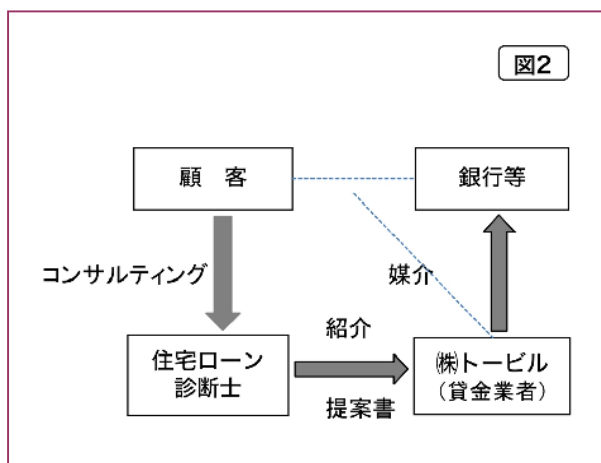 図2
顧　客
銀行等
コンサルティング
媒介
紹介
住宅ローン
診断士
㈱トービル
（貸金業者）
提案書